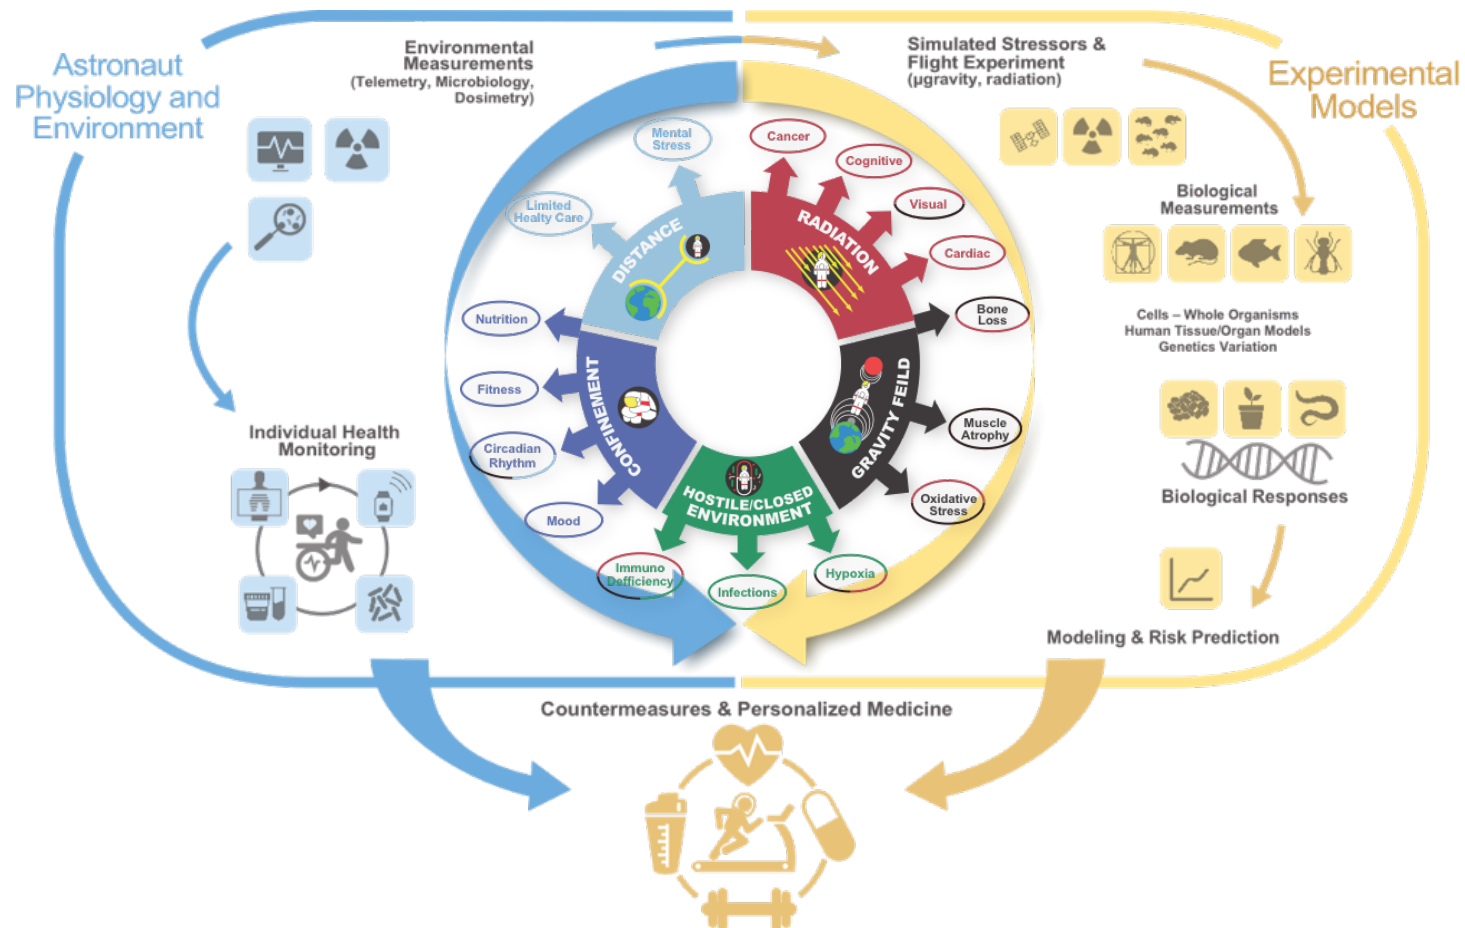 Astronaut
Physiology and
Environment
Environmental
Measurements
(Telemetry, Microbiology,
Dosimetry)
Simulated Stressors &
Flight Experiment
(µgravity, radiation)
Experimental
Models
Mental
Stress
Limited
Healty Care
DISTANCE
Cancer
Cognitive
Visual
Cardiac
RADIATION
Bone
Loss
Muscle
Atrophy
Oxidative
Stress
GRAVITY FEILD
Nutrition
Fitness
Circadian
Rhythm
Mood
CONFINEMENT
HOSTILE/CLOSED
ENVIRONMENT
Immuno
Defficiency
Infections
Hypoxia
Individual Health
Monitoring
Biological
Measurements
Cells – Whole Organisms
Human Tissue/Organ Models
Genetics Variation
Biological Responses
Modeling & Risk Prediction
Countermeasures & Personalized Medicine